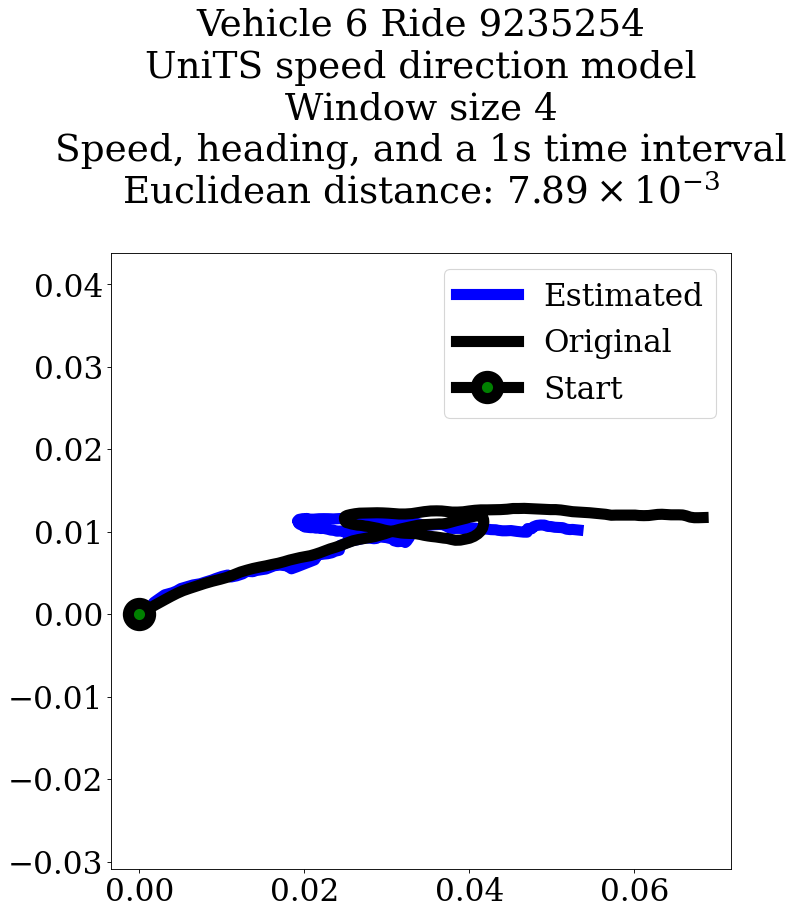 Vehicle 6 Ride 9235254
UniTS speed direction model
Window size 4
Speed, heading, and a 1s time interval
Euclidean distance: 7.89 × 10⁻³
Estimated
Original
Start
0.04
0.03
0.02
0.01
0.00
−0.01
−0.02
−0.03
0.00 0.02 0.04 0.06